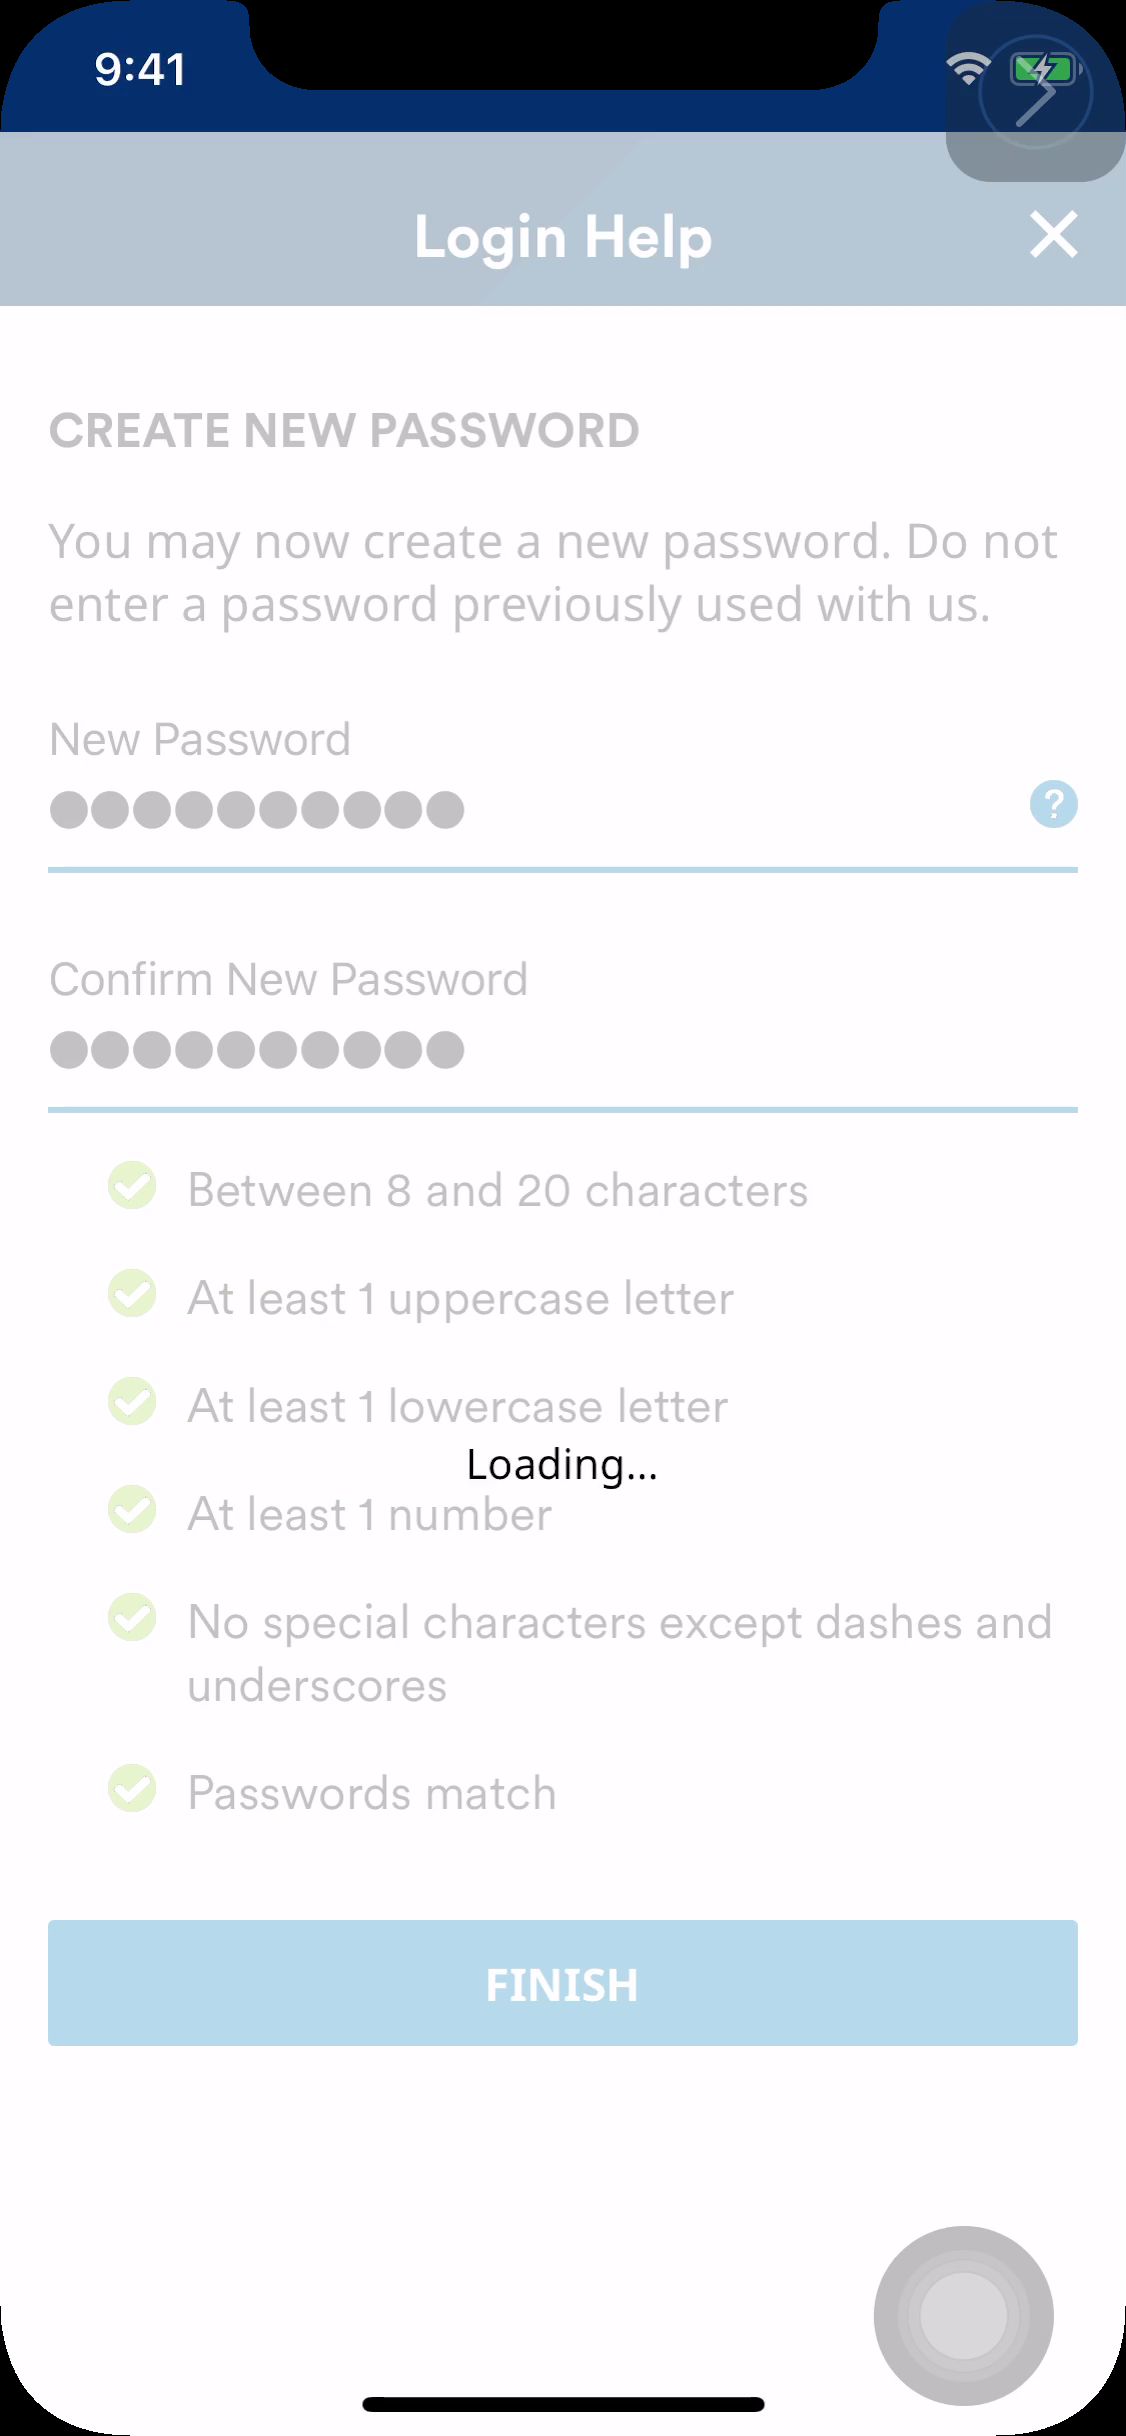 9:41
Login Help
CREATE NEW PASSWORD
You may now create a new password. Do not
enter a password previously used with us.
New Password
●●●●●●●●●●
?
Confirm New Password
●●●●●●●●●●
Between 8 and 20 characters
At least 1 uppercase letter
At least 1 lowercase letter
Loading...
At least 1 number
No special characters except dashes and
underscores
Passwords match
FINISH